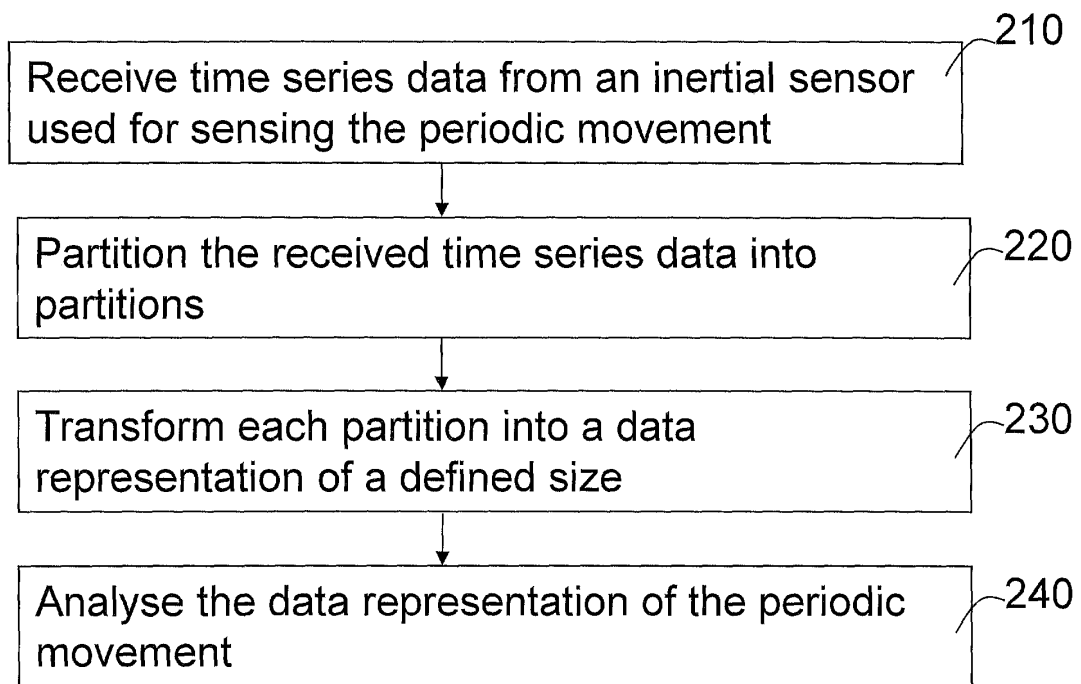 210
Receive time series data from an inertial sensor
used for sensing the periodic movement
220
Partition the received time series data into
partitions
230
Transform each partition into a data
representation of a defined size
240
Analyse the data representation of the periodic
movement